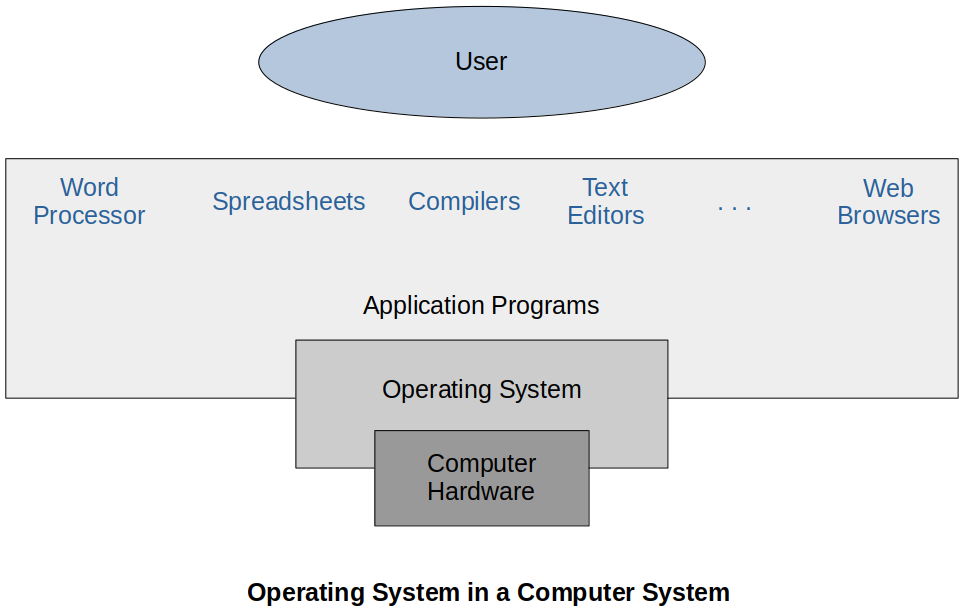 User
Word
Processor
Spreadsheets
Compilers
Text
Editors
. . .
Web
Browsers
Application Programs
Operating System
Computer
Hardware
Operating System in a Computer System